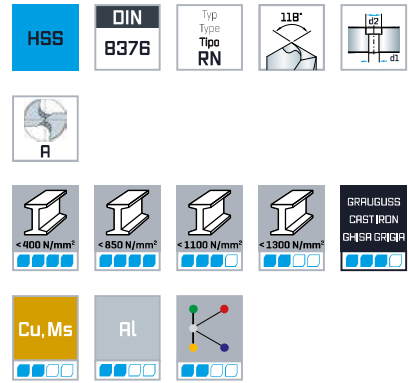 HSS
DIN
8376
Typ
Type
Tipo
RN
118°
d2
d1
A
<400 N/mm²
<850 N/mm²
<1100 N/mm²
<1300 N/mm²
GRAUGUSS
CAST IRON
GHISA GRIGIA
Cu, Ms
Al